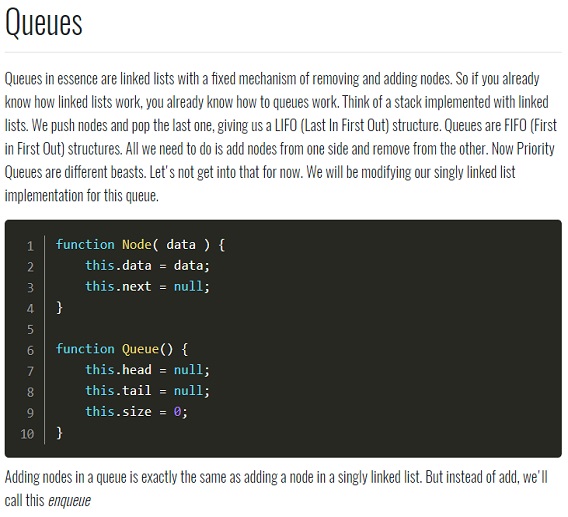 Queues
Queues in essence are linked lists with a fixed mechanism of removing and adding nodes. So if you already
know how linked lists work, you already know how to queues work. Think of a stack implemented with linked
lists. We push nodes and pop the last one, giving us a LIFO (Last In First Out) structure. Queues are FIFO (First
in First Out) structures. All we need to do is add nodes from one side and remove from the other. Now Priority
Queues are different beasts. Let's not get into that for now. We will be modifying our singly linked list
implementation for this queue.
1 function Node( data ) {
2     this.data = data;
3     this.next = null;
4 }
5
6 function Queue() {
7     this.head = null;
8     this.tail = null;
9     this.size = 0;
10 }
Adding nodes in a queue is exactly the same as adding a node in a singly linked list. But instead of add, we'll
call this enqueue